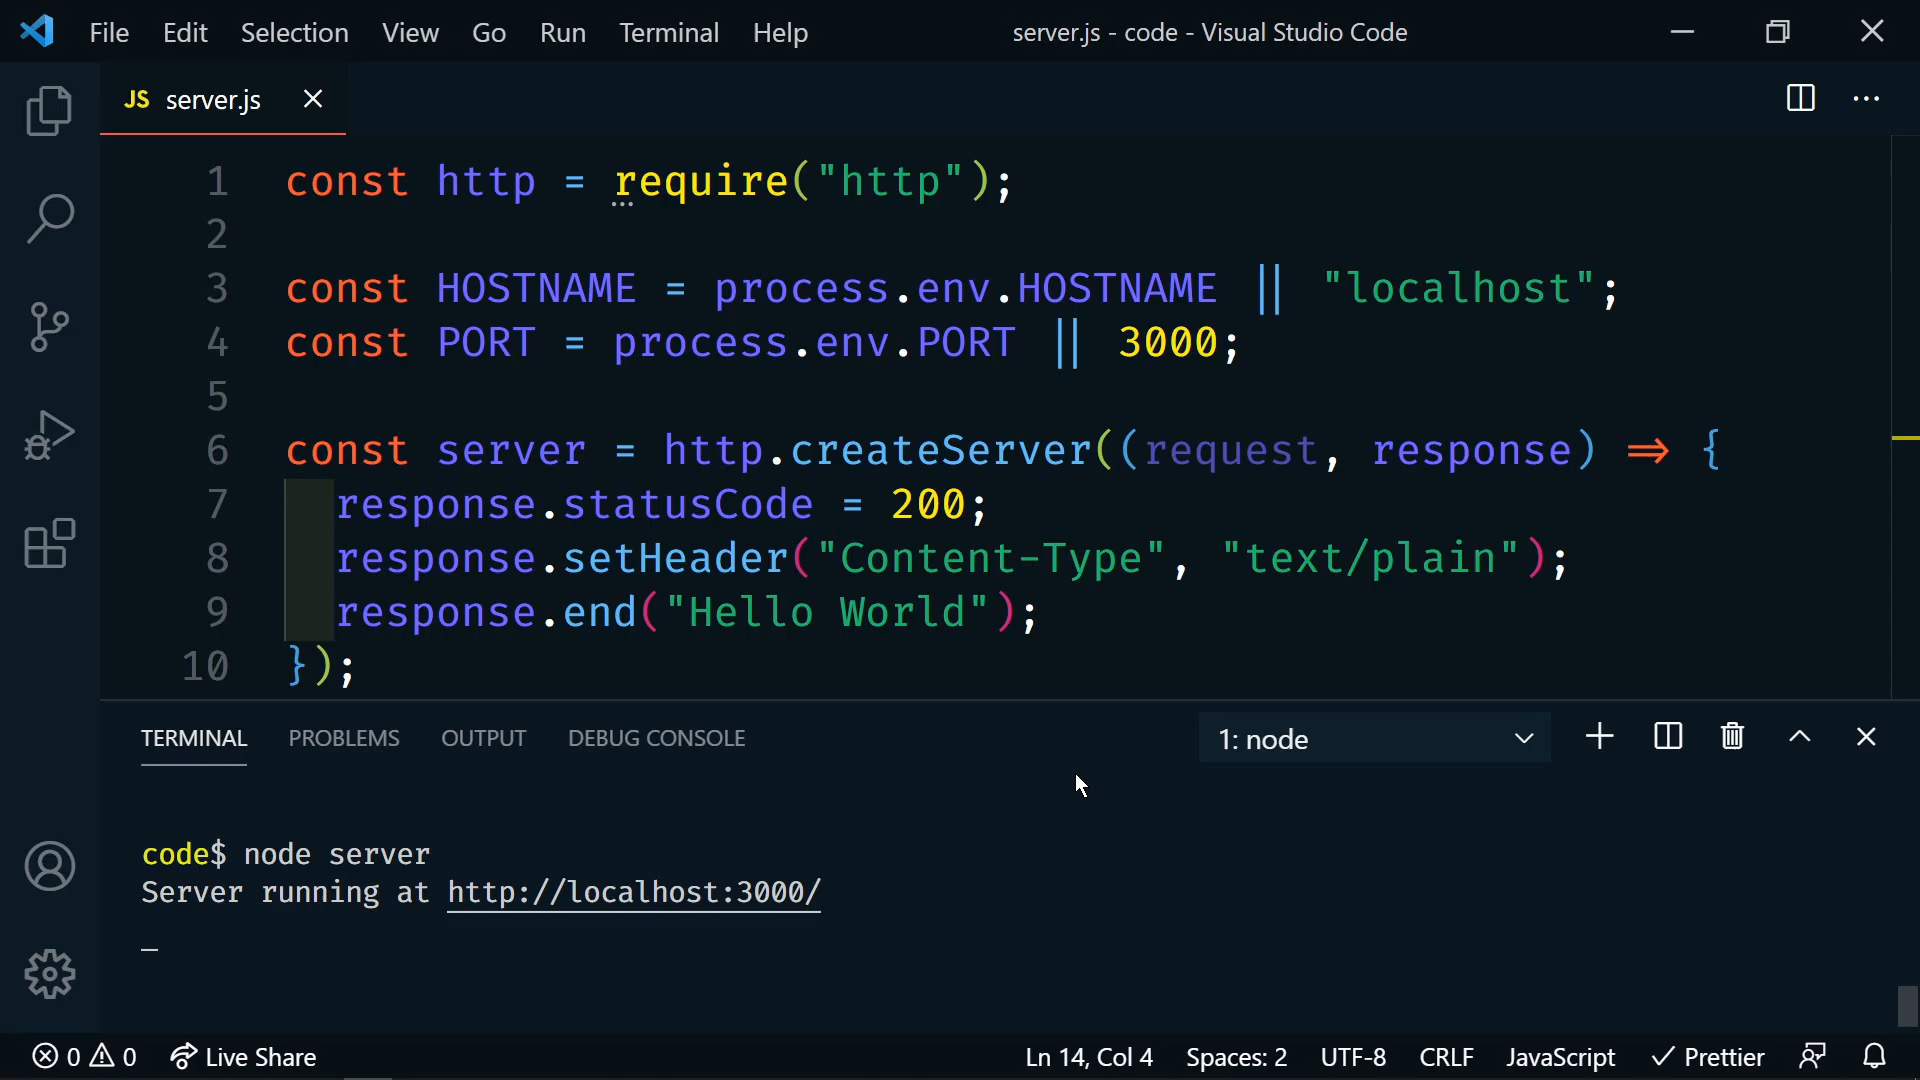 File Edit Selection View Go Run Terminal Help server.js - code - Visual Studio Code
JS server.js
1 const http = require("http");
2
3 const HOSTNAME = process.env.HOSTNAME || "localhost";
4 const PORT = process.env.PORT || 3000;
5
6 const server = http.createServer((request, response) => {
7 response.statusCode = 200;
8 response.setHeader("Content-Type", "text/plain");
9 response.end("Hello World");
10 });
TERMINAL PROBLEMS OUTPUT DEBUG CONSOLE 1: node
code$ node server
Server running at http://localhost:3000/
0 0 Live Share Ln 14, Col 4 Spaces: 2 UTF-8 CRLF JavaScript Prettier